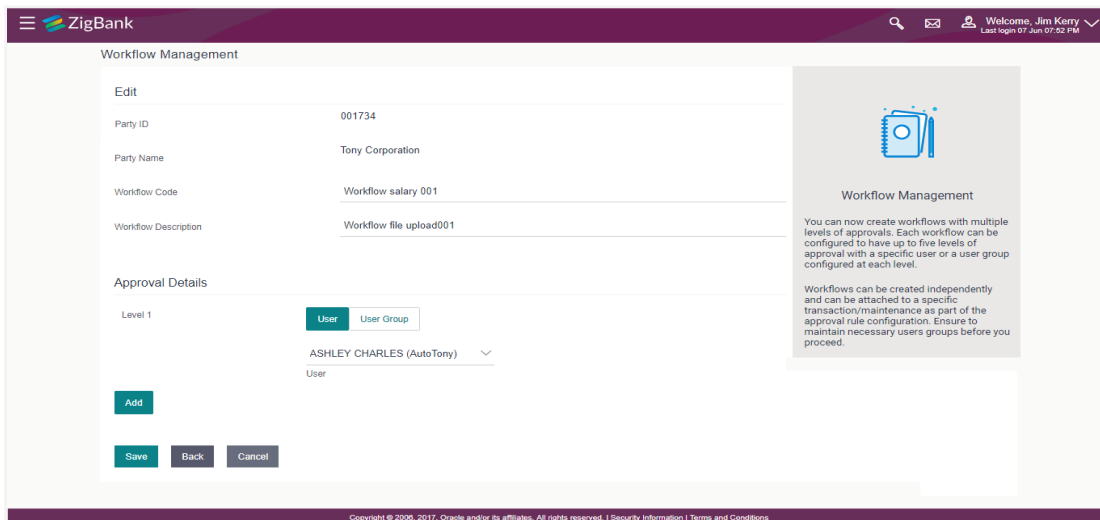 ZigBank
Welcome, Jim Kerry
Last login 07 Jun 07:52 PM
Workflow Management
Edit
Party ID
001734
Party Name
Tony Corporation
Workflow Code
Workflow salary 001
Workflow Description
Workflow file upload001
Approval Details
Level 1
User
User Group
ASHLEY CHARLES (AutoTony)
User
Add
Save
Back
Cancel
Workflow Management
You can now create workflows with multiple
levels of approvals. Each workflow can be
configured to have up to five levels of
approval with a specific user or a user group
configured at each level.
Workflows can be created independently
and can be attached to a specific
transaction/maintenance as part of the
approval rule configuration. Ensure to
maintain necessary users groups before you
proceed.
Copyright © 2006, 2017, Oracle and/or its affiliates. All rights reserved. | Security Information | Terms and Conditions